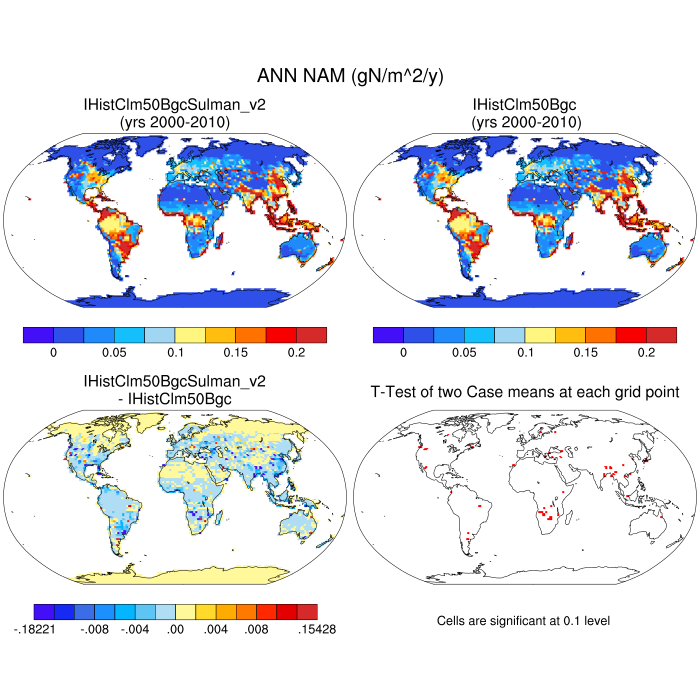 ANN NAM (gN/m^2/y)
IHistClm50BgcSulman_v2
(yrs 2000-2010)
IHistClm50Bgc
(yrs 2000-2010)
0 0.05 0.1 0.15 0.2
0 0.05 0.1 0.15 0.2
IHistClm50BgcSulman_v2
- IHistClm50Bgc
T-Test of two Case means at each grid point
-.18221 -.008 -.004 .00 .004 .008 .15428
Cells are significant at 0.1 level